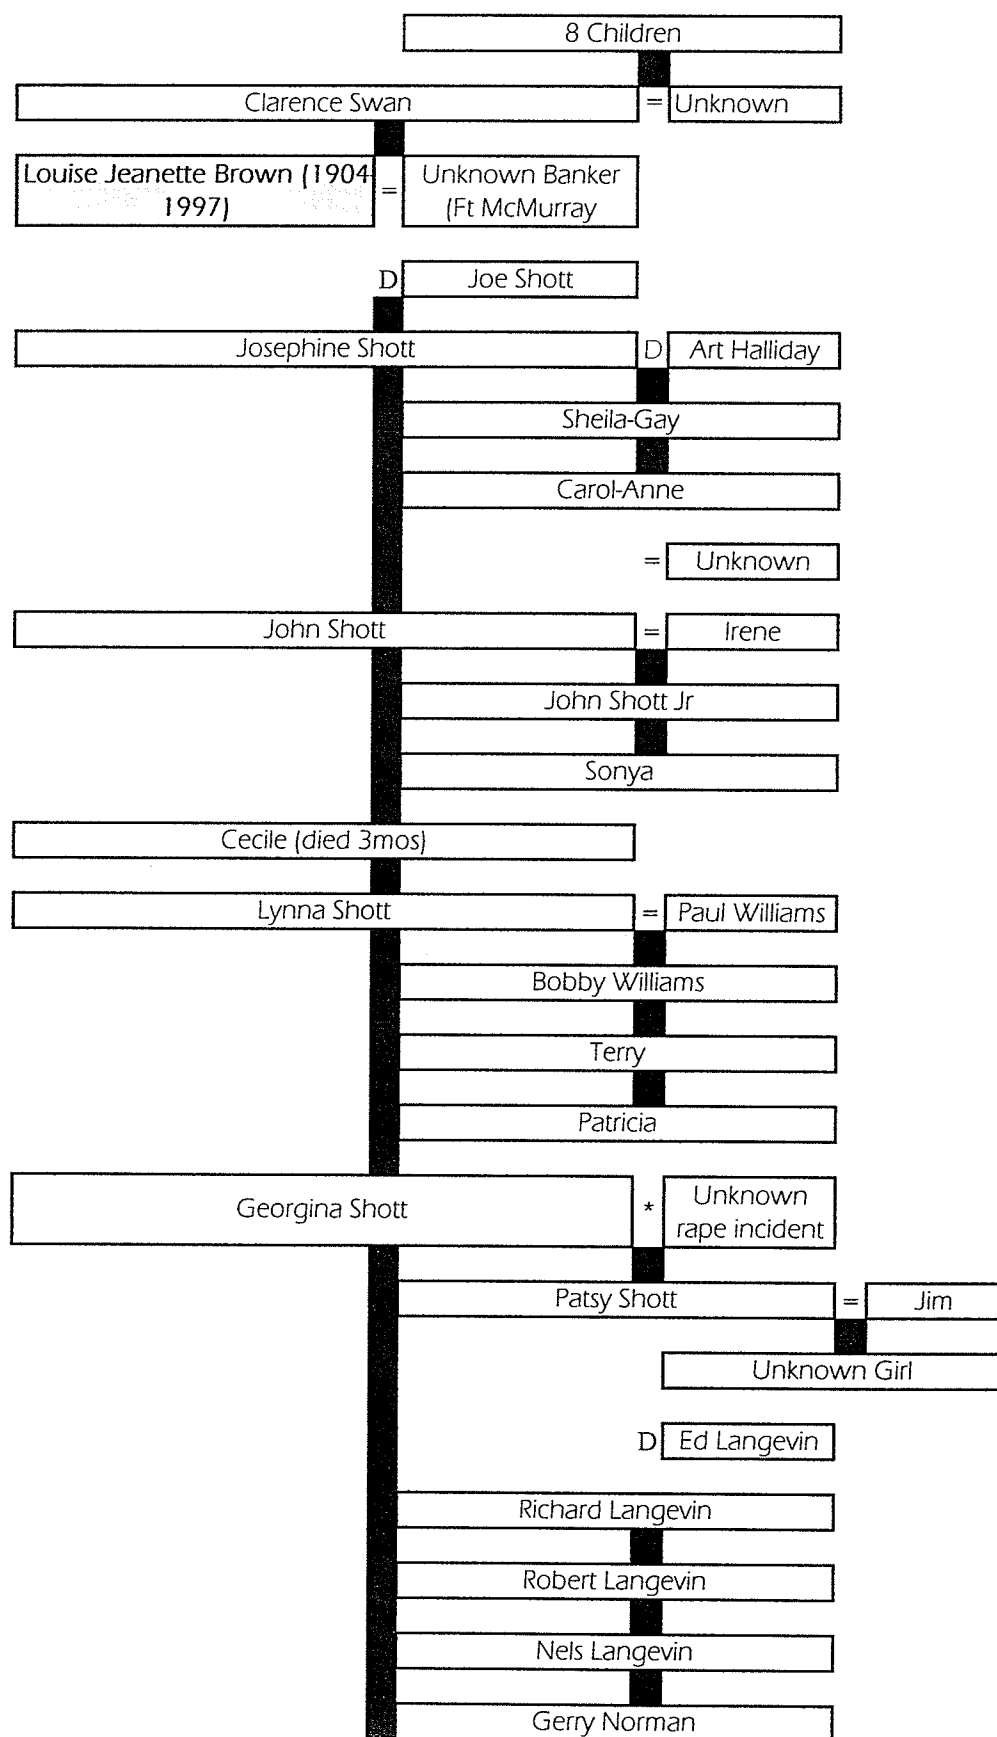 8 Children
Clarence Swan = Unknown
Louise Jeanette Brown (1904-
1997) = Unknown Banker
(Ft McMurray
D Joe Shott
Josephine Shott D Art Halliday
Sheila-Gay
Carol-Anne
= Unknown
John Shott = Irene
John Shott Jr
Sonya
Cecile (died 3mos)
Lynna Shott = Paul Williams
Bobby Williams
Terry
Patricia
Georgina Shott * Unknown
rape incident
Patsy Shott = Jim
Unknown Girl
D Ed Langevin
Richard Langevin
Robert Langevin
Nels Langevin
Gerry Norman